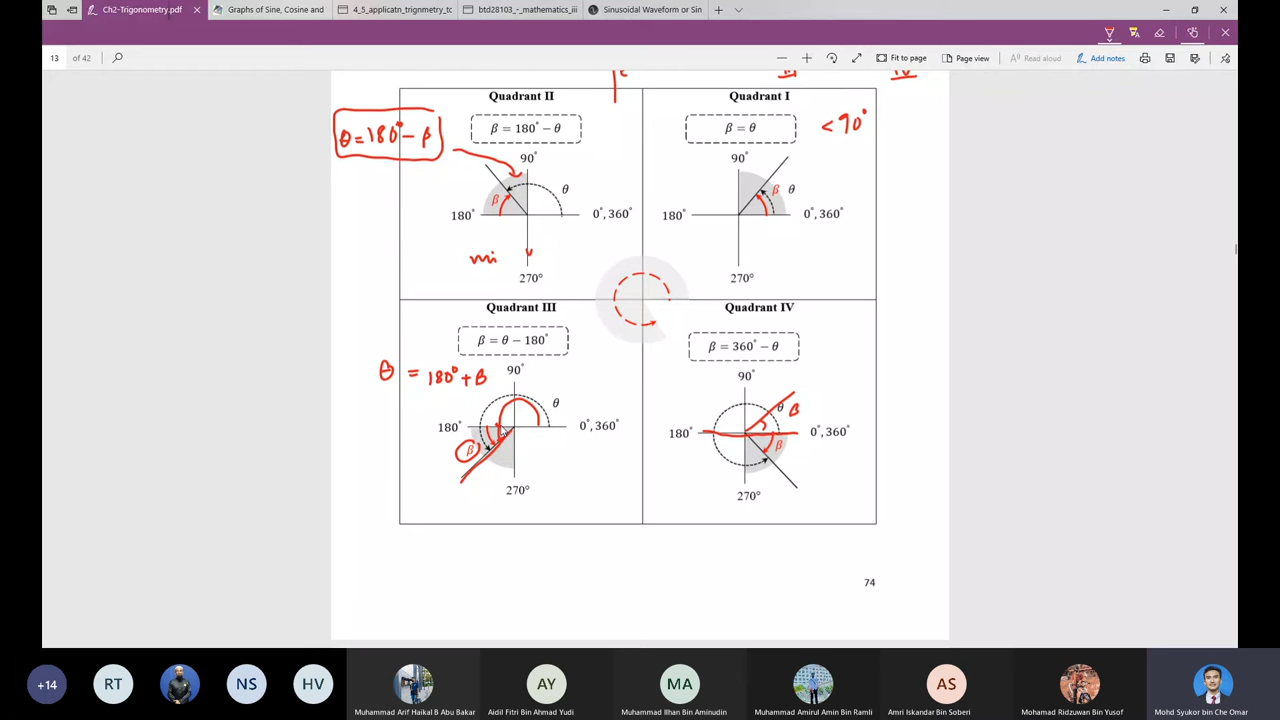 Ch2-Trigonometry.pdf
Graphs of Sine, Cosine and
4_5_applicatn_trignmetry_to
btd28103_-_mathematics_iii
Sinusoidal Waveform or Sin
13 of 42
Fit to page
Page view
Read aloud
Add notes
III
IV
Quadrant II
Quadrant I
θ = 180° − β
β = 180° − θ
β = θ
< 90°
90°
θ
β
180°
0°, 360°
270°
mi
90°
β θ
180°
0°, 360°
270°
Quadrant III
Quadrant IV
β = θ − 180°
β = 360° − θ
θ = 180° + β
90°
θ
180°
0°, 360°
β
270°
90°
θ β
180°
0°, 360°
β
270°
74
+14
RT
NS
HV
Muhammad Arif Haikal B Abu Bakar
AY
Aidil Fitri Bin Ahmad Yudi
MA
Muhammad Ilhan Bin Aminudin
Muhammad Amirul Amin Bin Ramli
AS
Amri Iskandar Bin Soberi
Mohamad Ridzuwan Bin Yusof
Mohd Syukor bin Che Omar